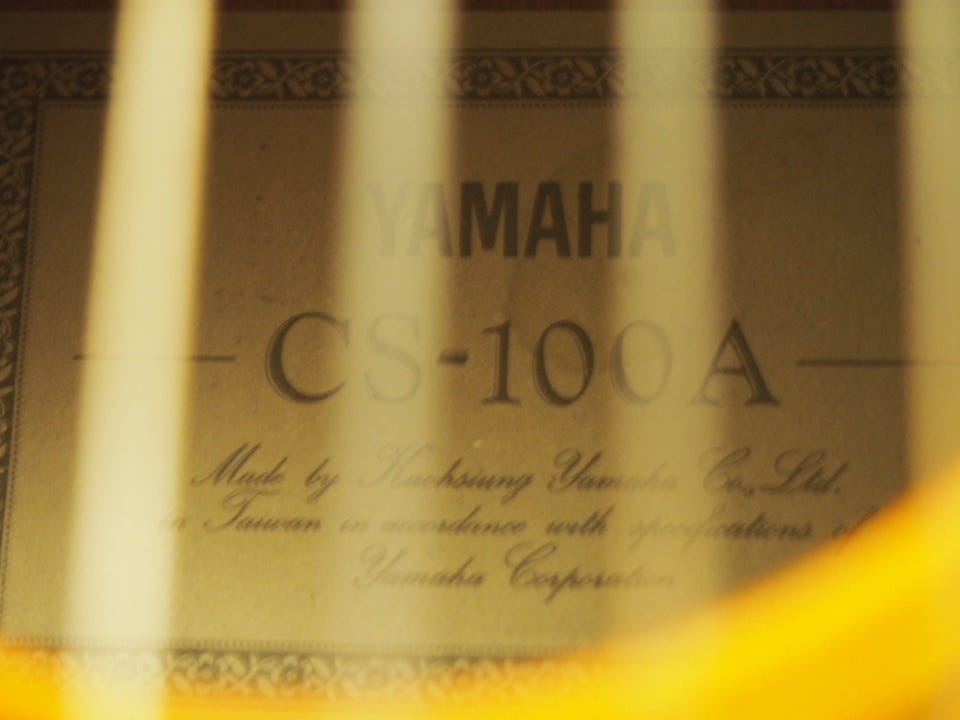 YAMAHA
CS-100A
Made by Kaohsiung Yamaha Co., Ltd.
in Taiwan in accordance with specifications of
Yamaha Corporation